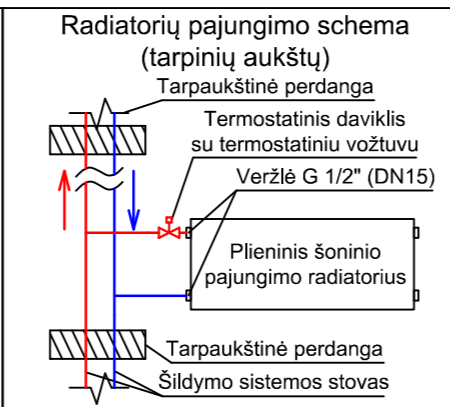 Radiatorių pajungimo schema
(tarpinių aukštų)
Tarpaukštinė perdanga
Termostatinis daviklis
su termostatiniu vožtuvu
Veržlė G 1/2" (DN15)
Plieninis šoninio
pajungimo radiatorius
Tarpaukštinė perdanga
Šildymo sistemos stovas